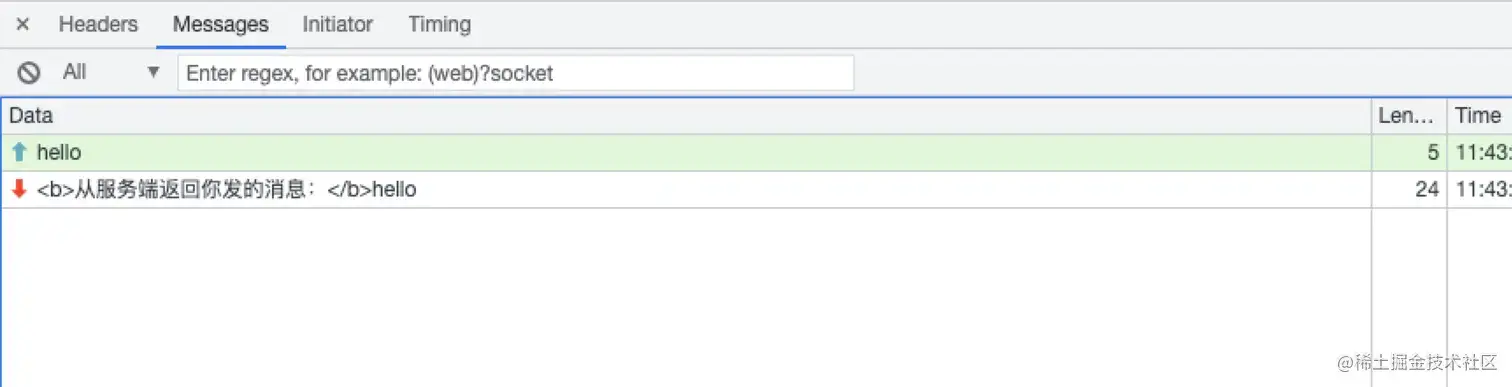 × Headers Messages Initiator Timing
All ▼ Enter regex, for example: (web)?socket
Data Len… Time
hello 5 11:43:
<b>从服务端返回你发的消息：</b>hello 24 11:43:
@稀土掘金技术社区